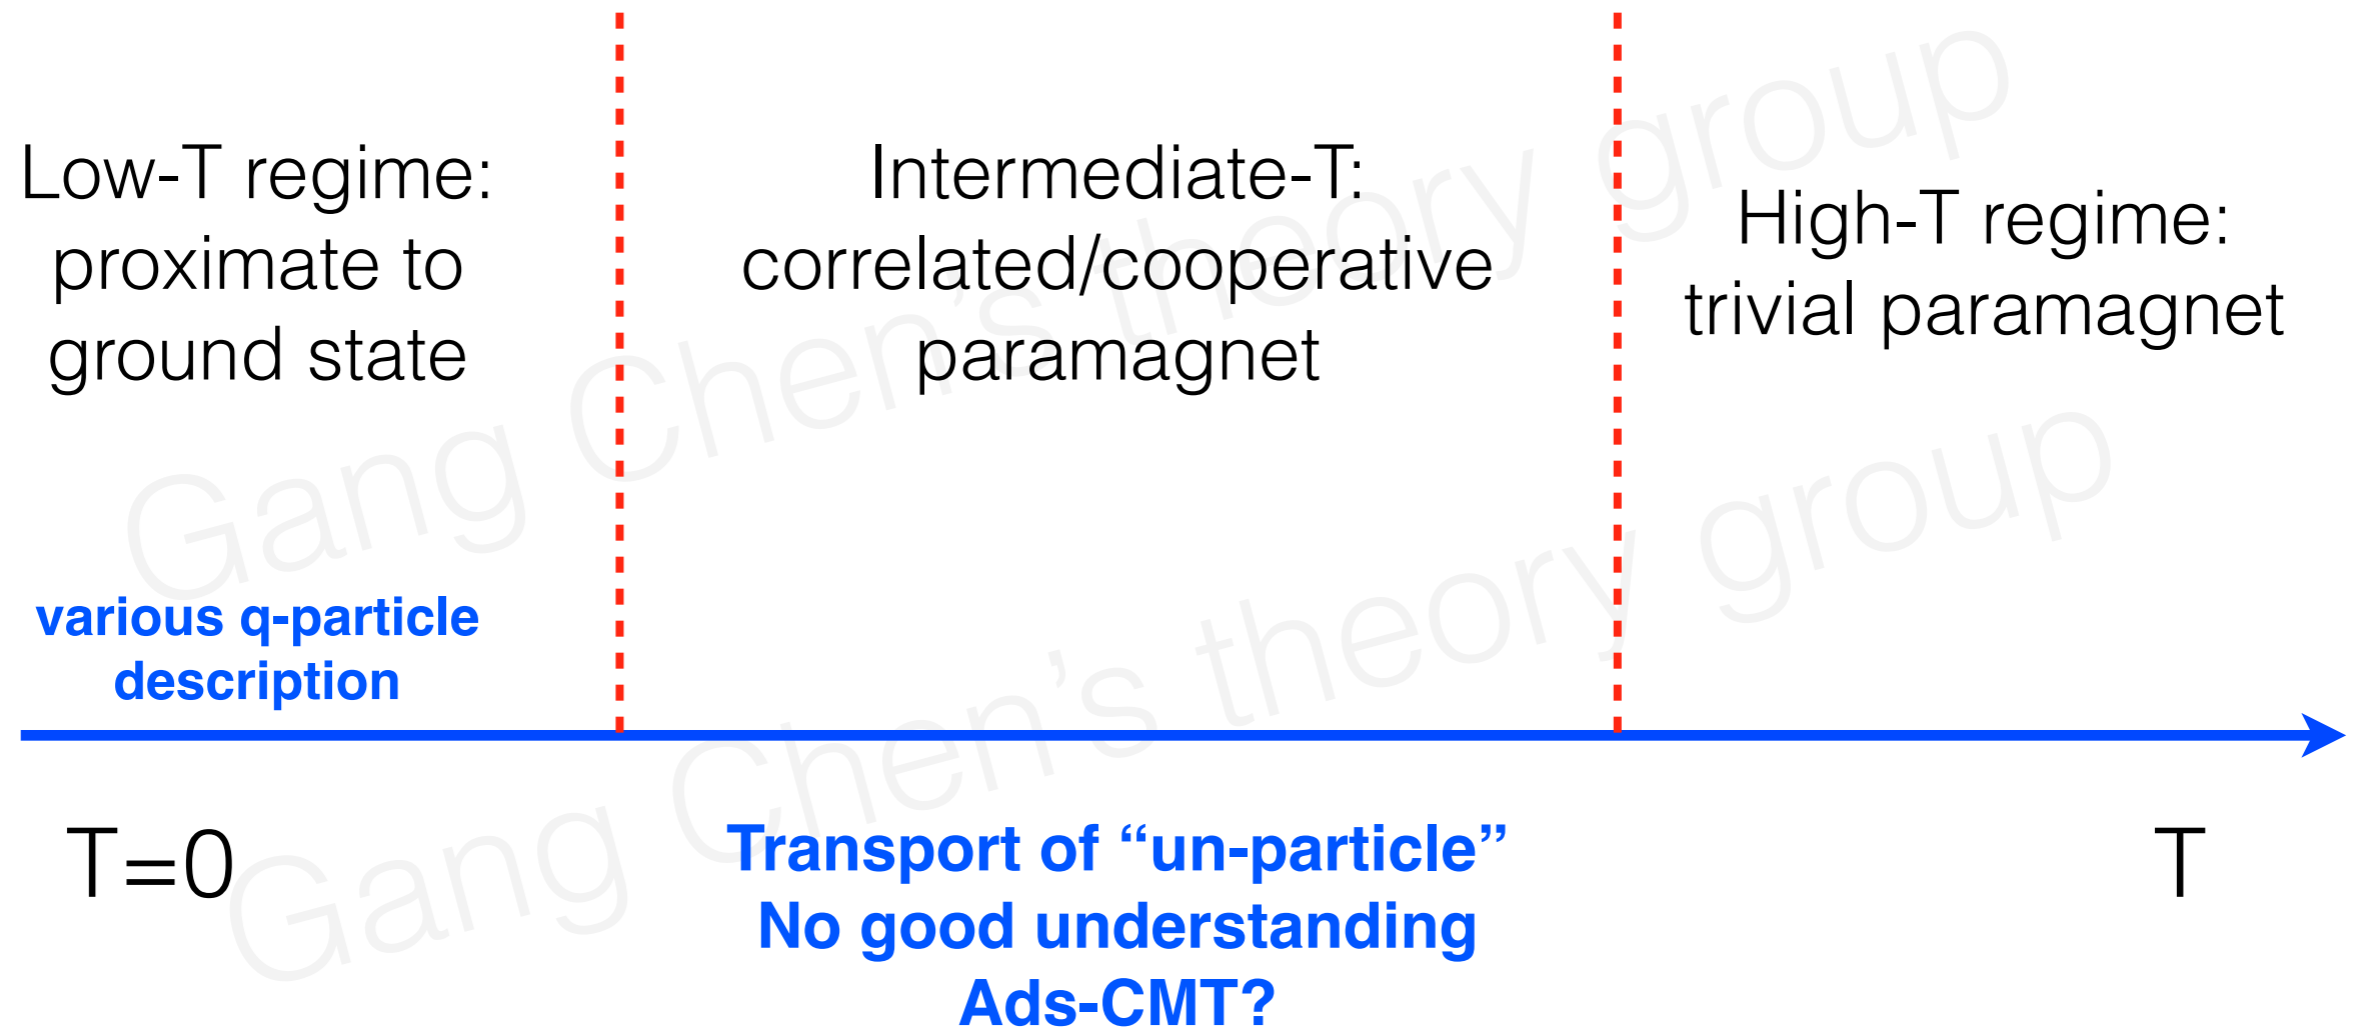 Low-T regime:
proximate to
ground state
Intermediate-T:
correlated/cooperative
paramagnet
High-T regime:
trivial paramagnet
various q-particle
description
T=0
T
Transport of “un-particle”
No good understanding
Ads-CMT?
Gang Chen’s theory group
Gang Chen’s theory group